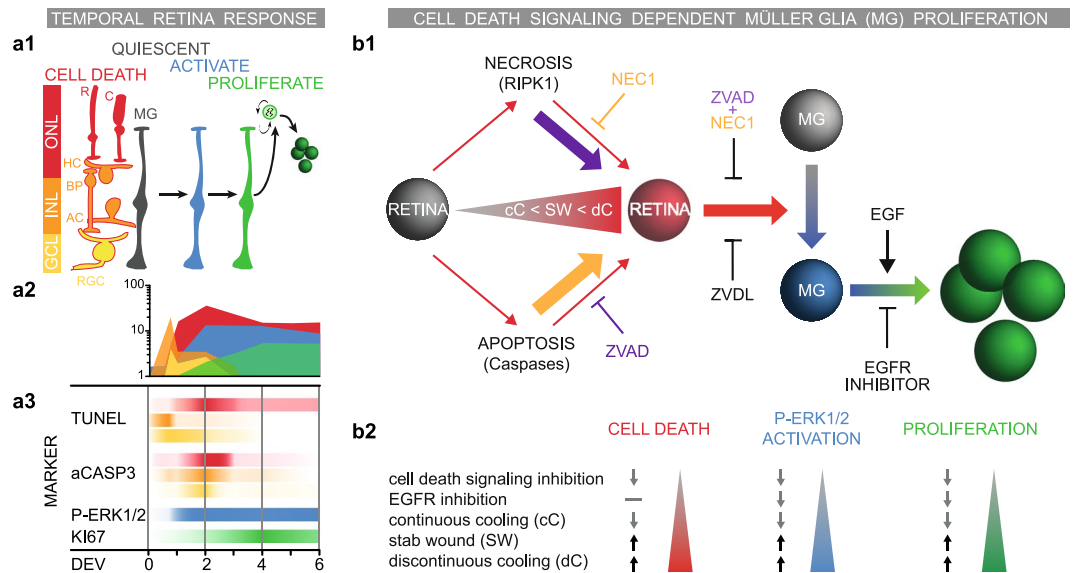 TEMPORAL RETINA RESPONSE
CELL DEATH SIGNALING DEPENDENT MÜLLER GLIA (MG) PROLIFERATION
a1
QUIESCENT
ACTIVATE
CELL DEATH
PROLIFERATE
R
C
MG
&
ONL
HC
BP
INL
AC
GCL
RGC
a2
100
10
1
a3
MARKER
TUNEL
aCASP3
P-ERK1/2
KI67
DEV
0
2
4
6
b1
NECROSIS
(RIPK1)
NEC1
ZVAD
+
NEC1
MG
RETINA
cC < SW < dC
RETINA
EGF
ZVDL
MG
APOPTOSIS
(Caspases)
ZVAD
EGFR
INHIBITOR
b2
CELL DEATH
P-ERK1/2
ACTIVATION
PROLIFERATION
cell death signaling inhibition
EGFR inhibition
continuous cooling (cC)
stab wound (SW)
discontinuous cooling (dC)